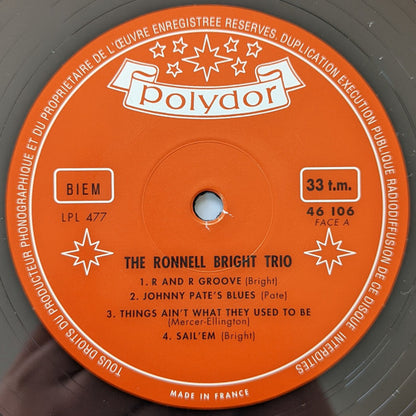 TOUS DROITS DU PRODUCTEUR PHONOGRAPHIQUE ET DU PROPRIETAIRE DE L'ŒUVRE ENREGISTREE RESERVES. DUPLICATION EXECUTION PUBLIQUE RADIODIFFUSION DE CE DISQUE INTERDITES
polydor
BIEM
33 t.m.
LPL 477
46 106
FACE A
THE RONNELL BRIGHT TRIO
1. R AND R GROOVE (Bright)
2. JOHNNY PATE'S BLUES (Pate)
3. THINGS AIN'T WHAT THEY USED TO BE
(Mercer-Ellington)
4. SAIL'EM (Bright)
MADE IN FRANCE